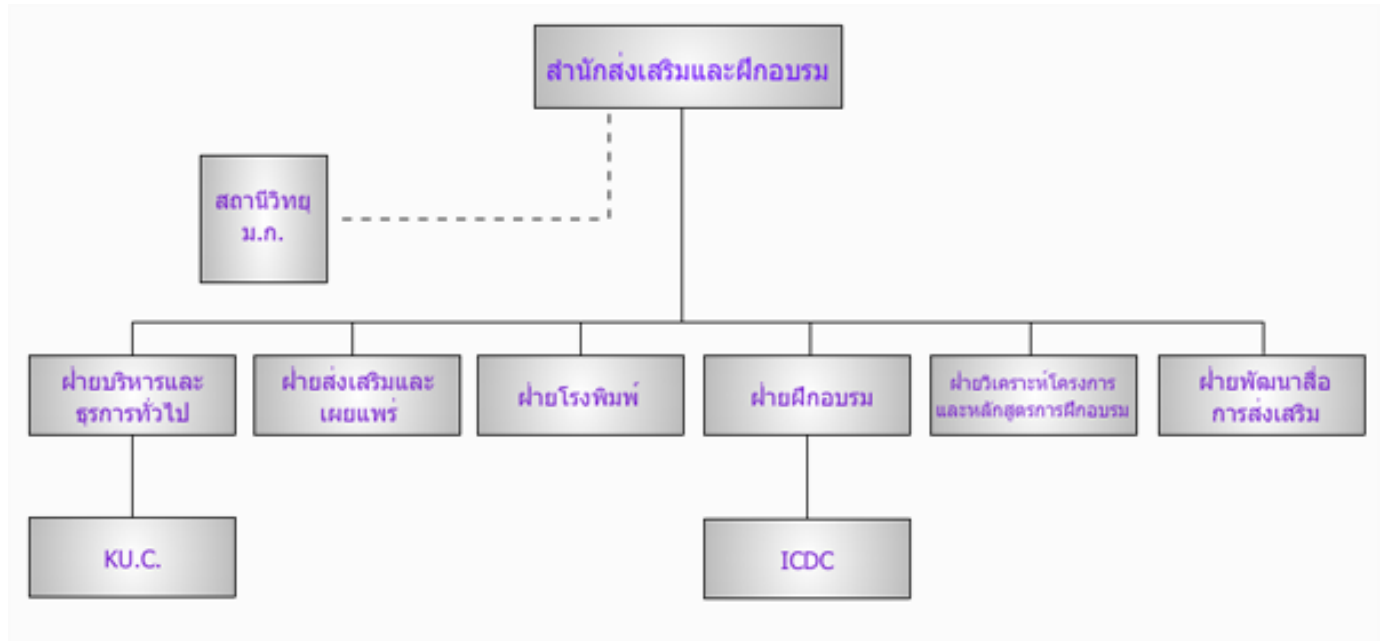 สำนักส่งเสริมและฝึกอบรม
สถานีวิทยุ
ม.ก.
ฝ่ายบริหารและ
ธุรการทั่วไป
ฝ่ายส่งเสริมและ
เผยแพร่
ฝ่ายโรงพิมพ์
ฝ่ายฝึกอบรม
ฝ่ายวิเคราะห์โครงการ
และหลักสูตรการฝึกอบรม
ฝ่ายพัฒนาสื่อ
การส่งเสริม
KU.C.
ICDC